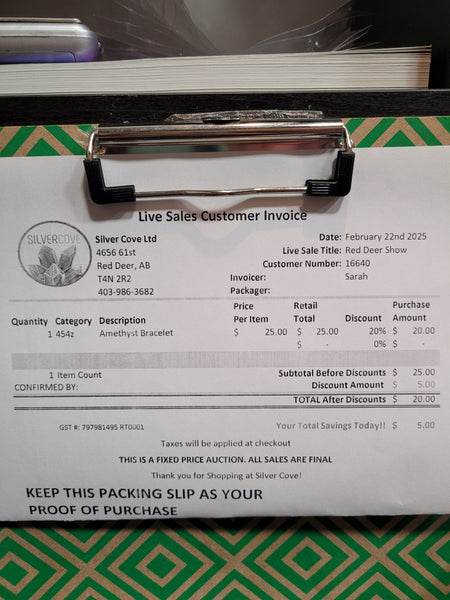 Live Sales Customer Invoice
SILVERCOVE
Silver Cove Ltd
4656 61st
Red Deer, AB
T4N 2R2
403-986-3682
Date: February 22nd 2025
Live Sale Title: Red Deer Show
Customer Number: 16640
Invoicer: Sarah
Packager:
Quantity Category Description Price Per Item Retail Total Discount Purchase Amount
1 454z Amethyst Bracelet $ 25.00 $ 25.00 20% $ 20.00
$ - 0% $ -
1 Item Count Subtotal Before Discounts $ 25.00
CONFIRMED BY: Discount Amount $ 5.00
TOTAL After Discounts $ 20.00
GST #: 797981495 RT0001 Your Total Savings Today!! $ 5.00
Taxes will be applied at checkout
THIS IS A FIXED PRICE AUCTION. ALL SALES ARE FINAL
Thank you for Shopping at Silver Cove!
KEEP THIS PACKING SLIP AS YOUR
PROOF OF PURCHASE